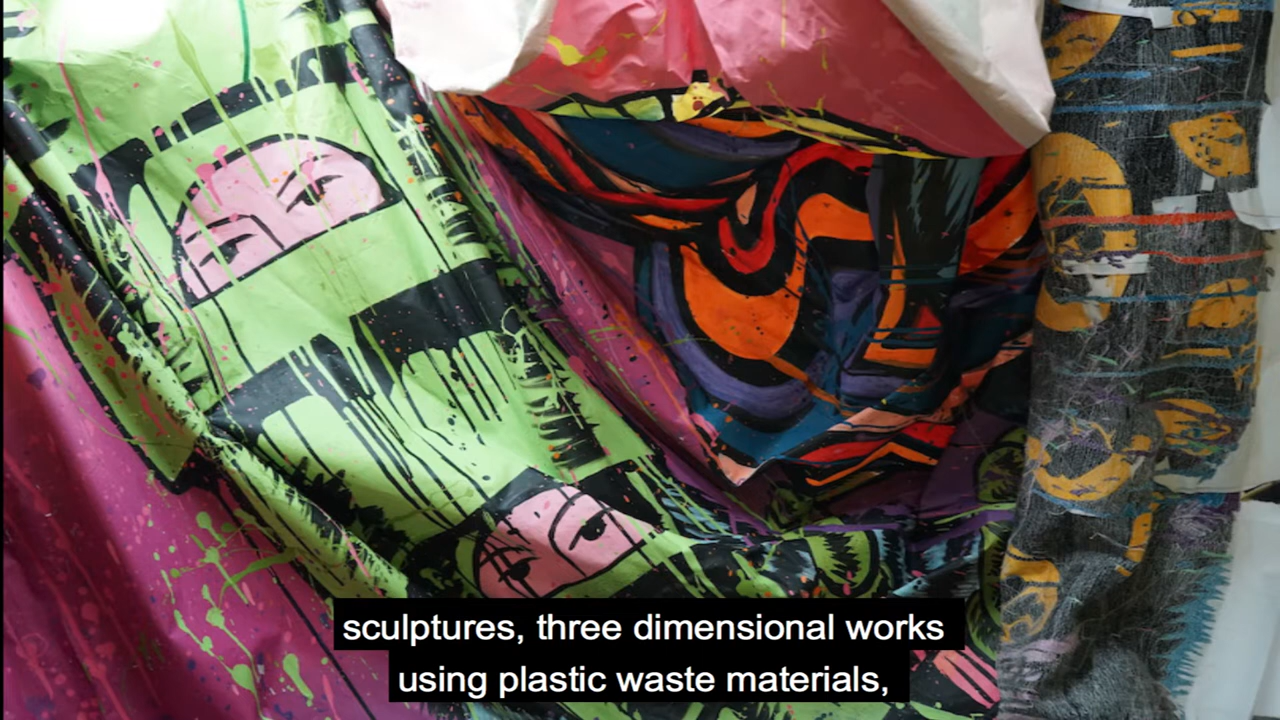 sculptures, three dimensional works
using plastic waste materials,